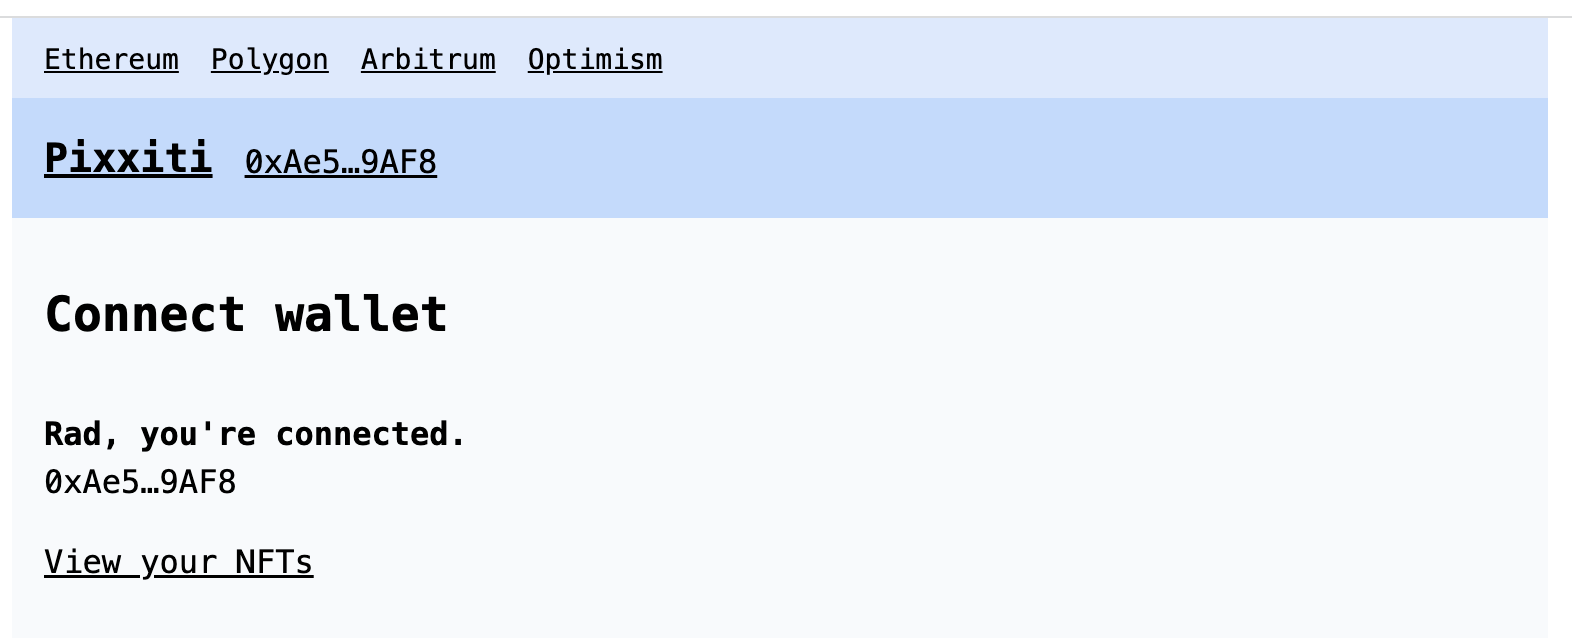 Ethereum Polygon Arbitrum Optimism
Pixxiti 0xAe5…9AF8
Connect wallet
Rad, you're connected.
0xAe5…9AF8
View your NFTs